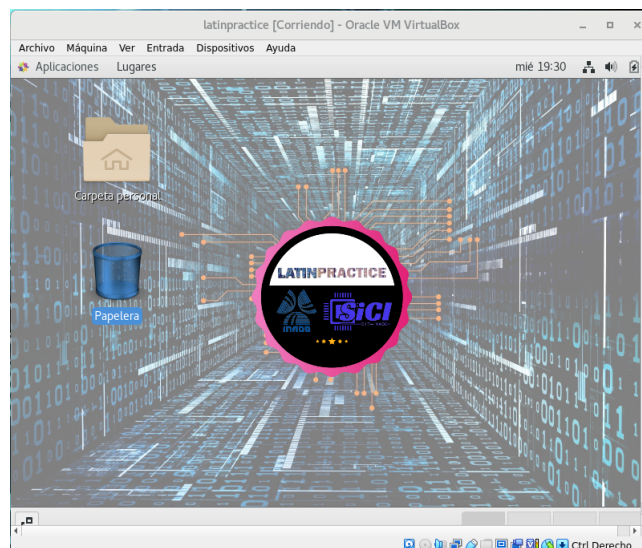 latinpractice [Corriendo] - Oracle VM VirtualBox
Archivo Máquina Ver Entrada Dispositivos Ayuda
Aplicaciones Lugares mié 19:30
Carpeta personal
LATINPRACTICE
SiCI
Papelera
Ctrl Derecho